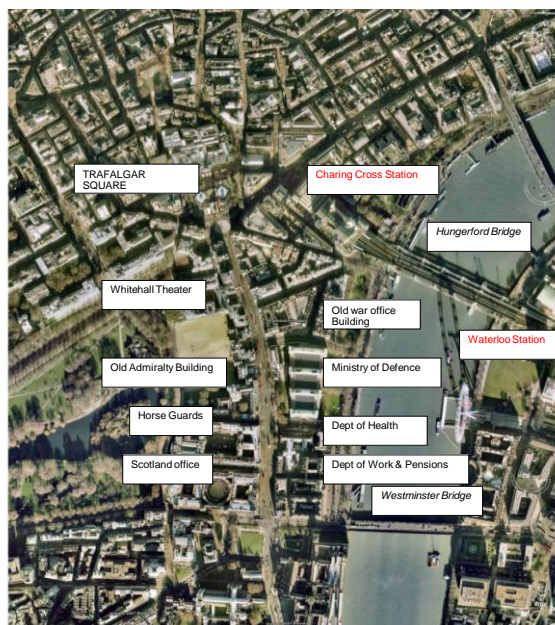 TRAFALGAR
SQUARE
Charing Cross Station
Hungerford Bridge
Whitehall Theater
Old war office
Building
Waterloo Station
Old Admiralty Building
Ministry of Defence
Horse Guards
Dept of Health
Scotland office
Dept of Work & Pensions
Westminster Bridge